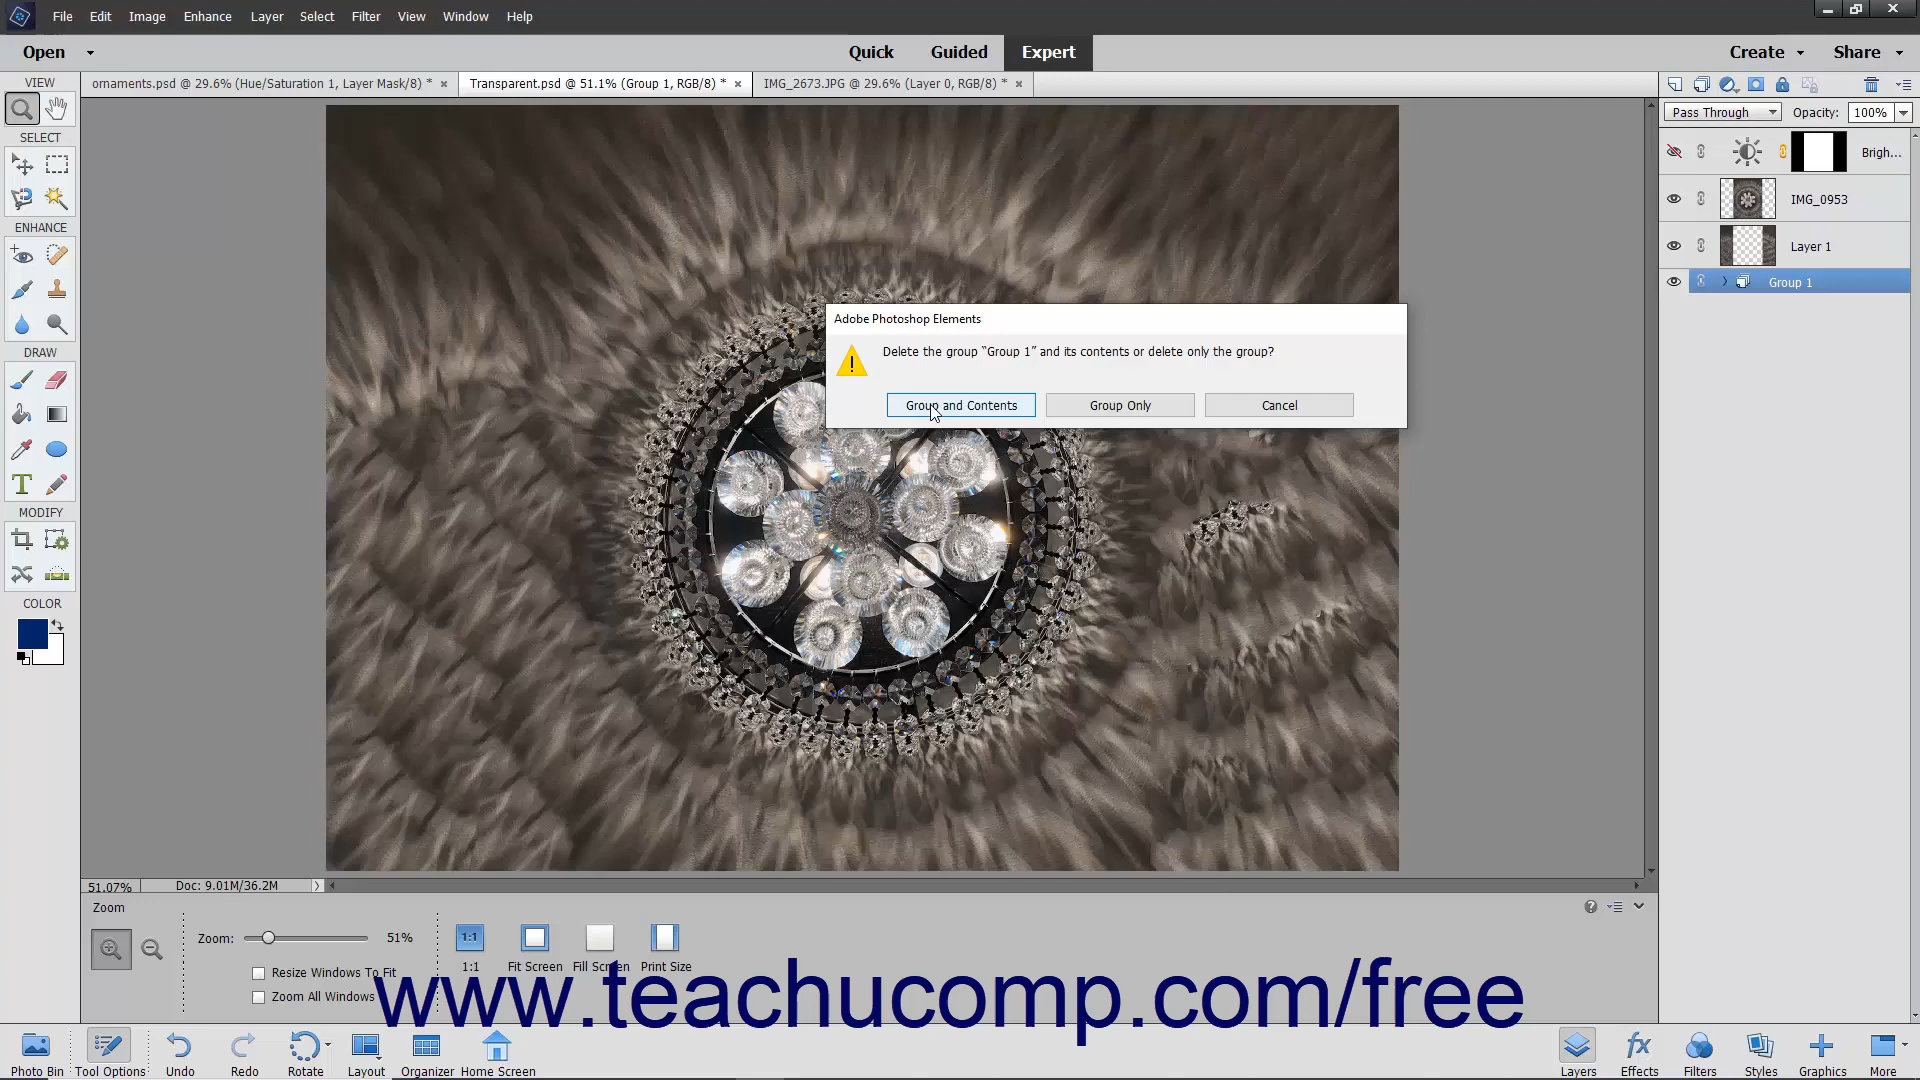 File Edit Image Enhance Layer Select Filter View Window Help
Open Quick Guided Expert Create Share
VIEW
ornaments.psd @ 29.6% (Hue/Saturation 1, Layer Mask/8) *
Transparent.psd @ 51.1% (Group 1, RGB/8) *
IMG_2673.JPG @ 29.6% (Layer 0, RGB/8) *
Pass Through Opacity: 100%
SELECT
Brigh...
IMG_0953
ENHANCE
Layer 1
Group 1
Adobe Photoshop Elements
Delete the group “Group 1” and its contents or delete only the group?
Group and Contents Group Only Cancel
DRAW
T
MODIFY
COLOR
51.07% Doc: 9.01M/36.2M
Zoom
Zoom: 51%
1:1
1:1 Fit Screen Fill Screen Print Size
Resize Windows To Fit
Zoom All Windows
www.teachucomp.com/free
Photo Bin Tool Options Undo Redo Rotate Layout Organizer Home Screen
fx
Layers Effects Filters Styles Graphics More